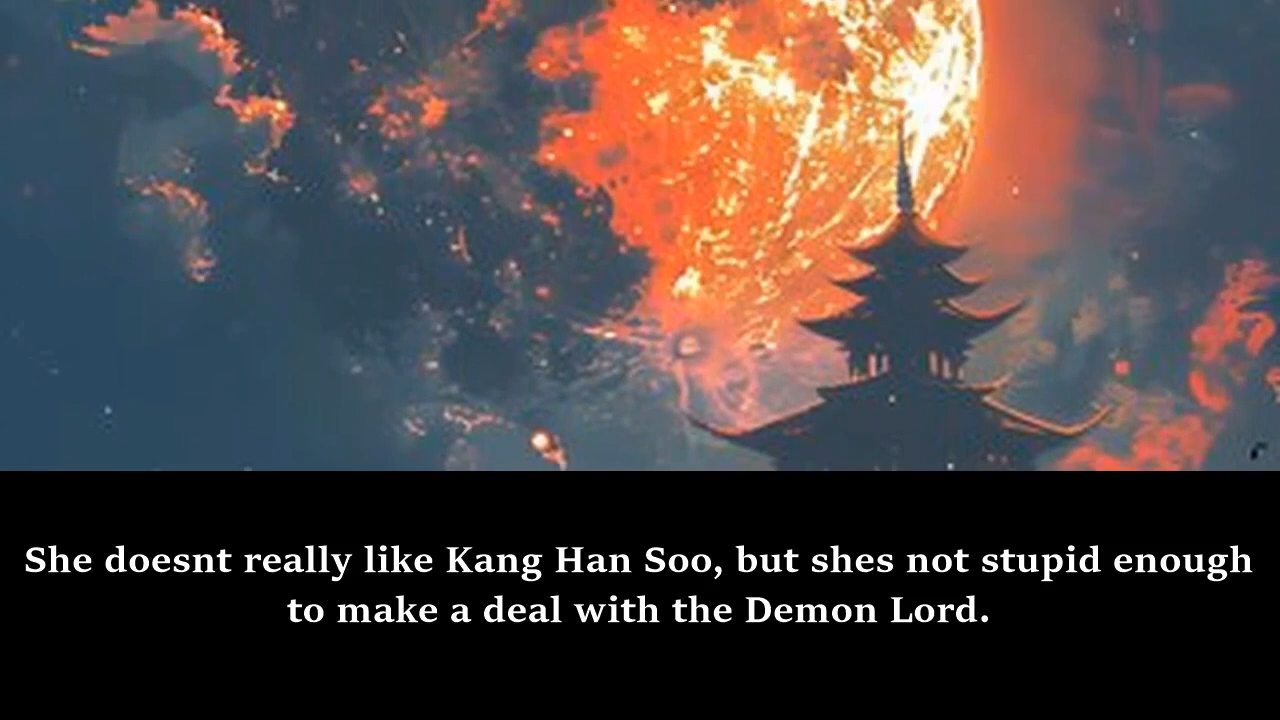 She doesnt really like Kang Han Soo, but shes not stupid enough
to make a deal with the Demon Lord.